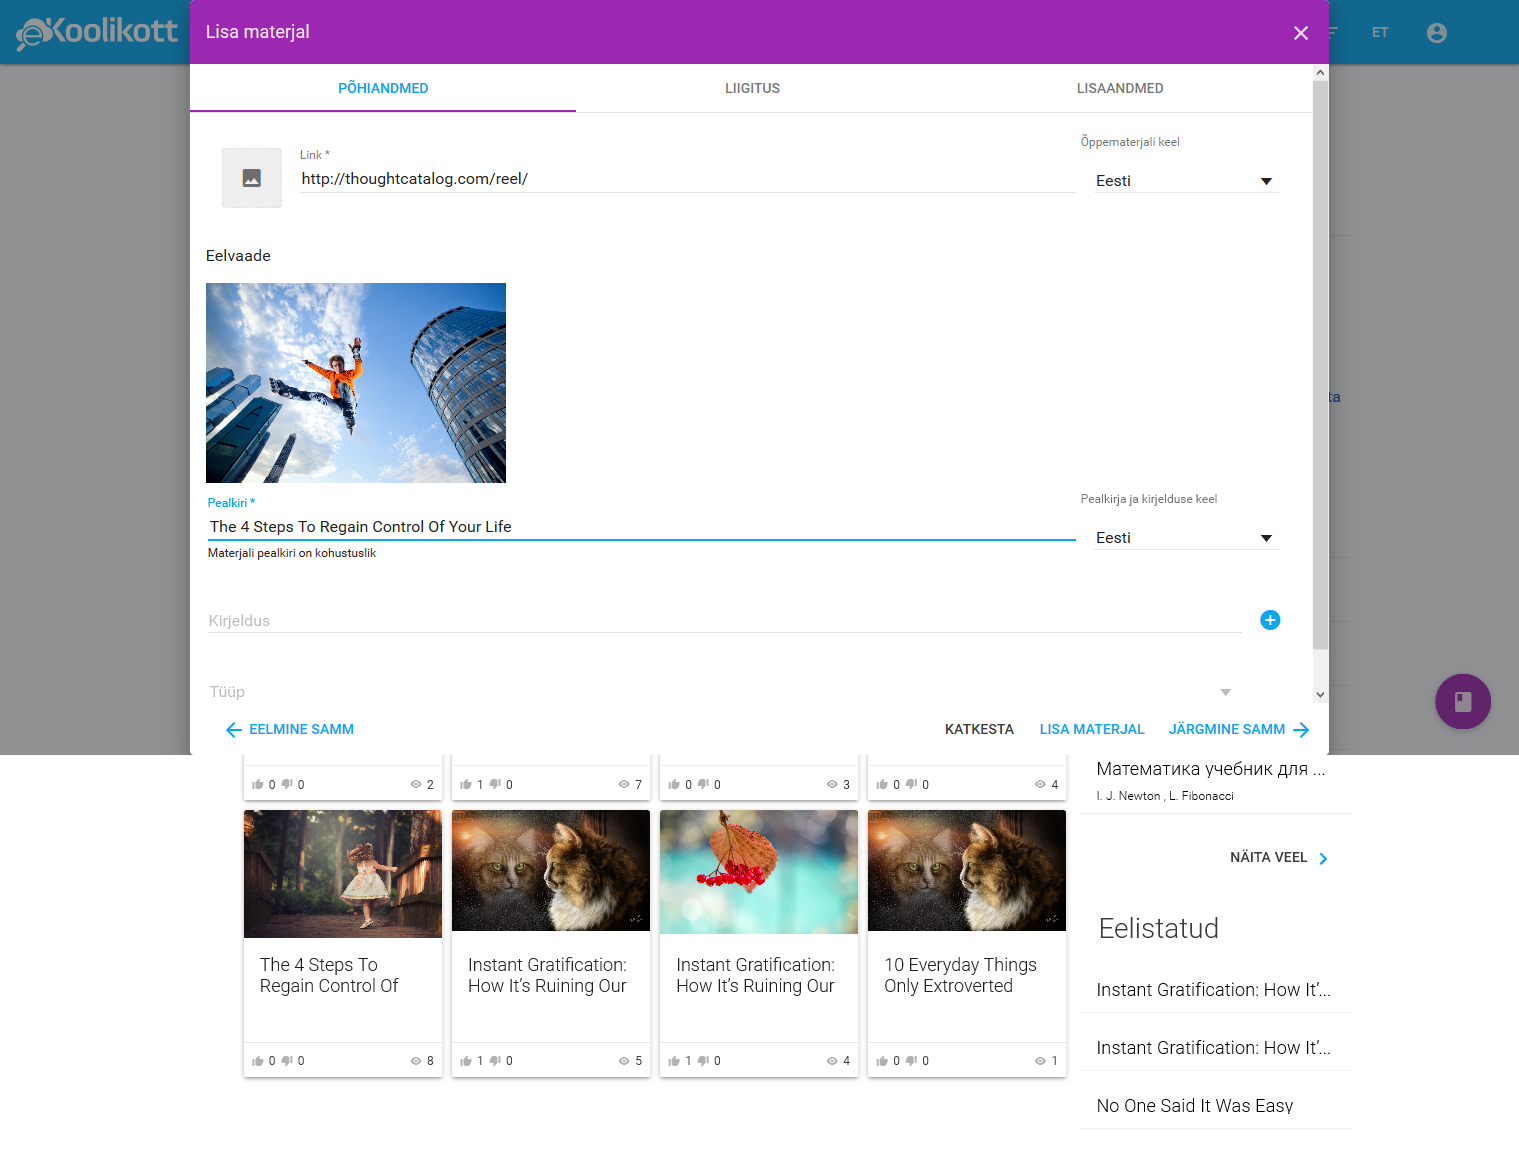 eKoolikott
Lisa materjal
ET
PÕHIANDMED
LIIGITUS
LISAANDMED
Link *
http://thoughtcatalog.com/reel/
Õppematerjali keel
Eesti
Eelvaade
ta
Pealkiri *
The 4 Steps To Regain Control Of Your Life
Materjali pealkiri on kohustuslik
Pealkirja ja kirjelduse keel
Eesti
Kirjeldus
Tüüp
EELMINE SAMM
KATKESTA
LISA MATERJAL
JÄRGMINE SAMM
0 0 2
1 0 7
0 0 3
0 0 4
Математика учебник для ...
I. J. Newton , L. Fibonacci
NÄITA VEEL
The 4 Steps To
Regain Control Of
0 0 8
Instant Gratification:
How It’s Ruining Our
1 0 5
Instant Gratification:
How It’s Ruining Our
1 0 4
10 Everyday Things
Only Extroverted
0 0 1
Eelistatud
Instant Gratification: How It’...
Instant Gratification: How It’...
No One Said It Was Easy